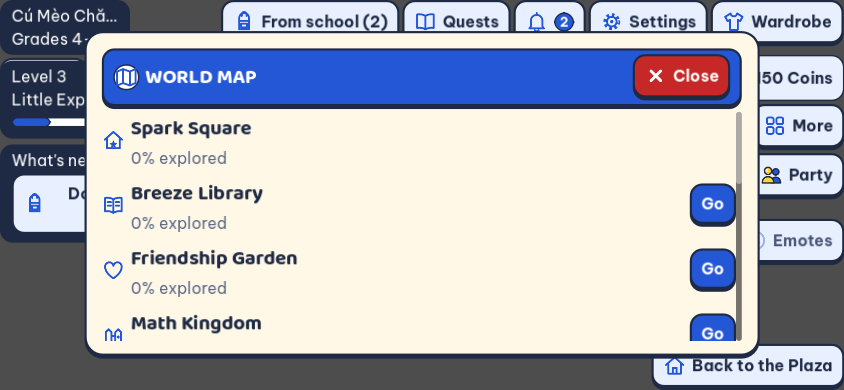 Cú Mèo Chă...
Grades 4-
From school (2)
Quests
2
Settings
Wardrobe
Level 3
Little Exp
WORLD MAP
Close
50 Coins
More
What's ne
Party
Spark Square
0% explored
Breeze Library
0% explored
Go
Emotes
Friendship Garden
0% explored
Go
Math Kingdom
Go
Back to the Plaza